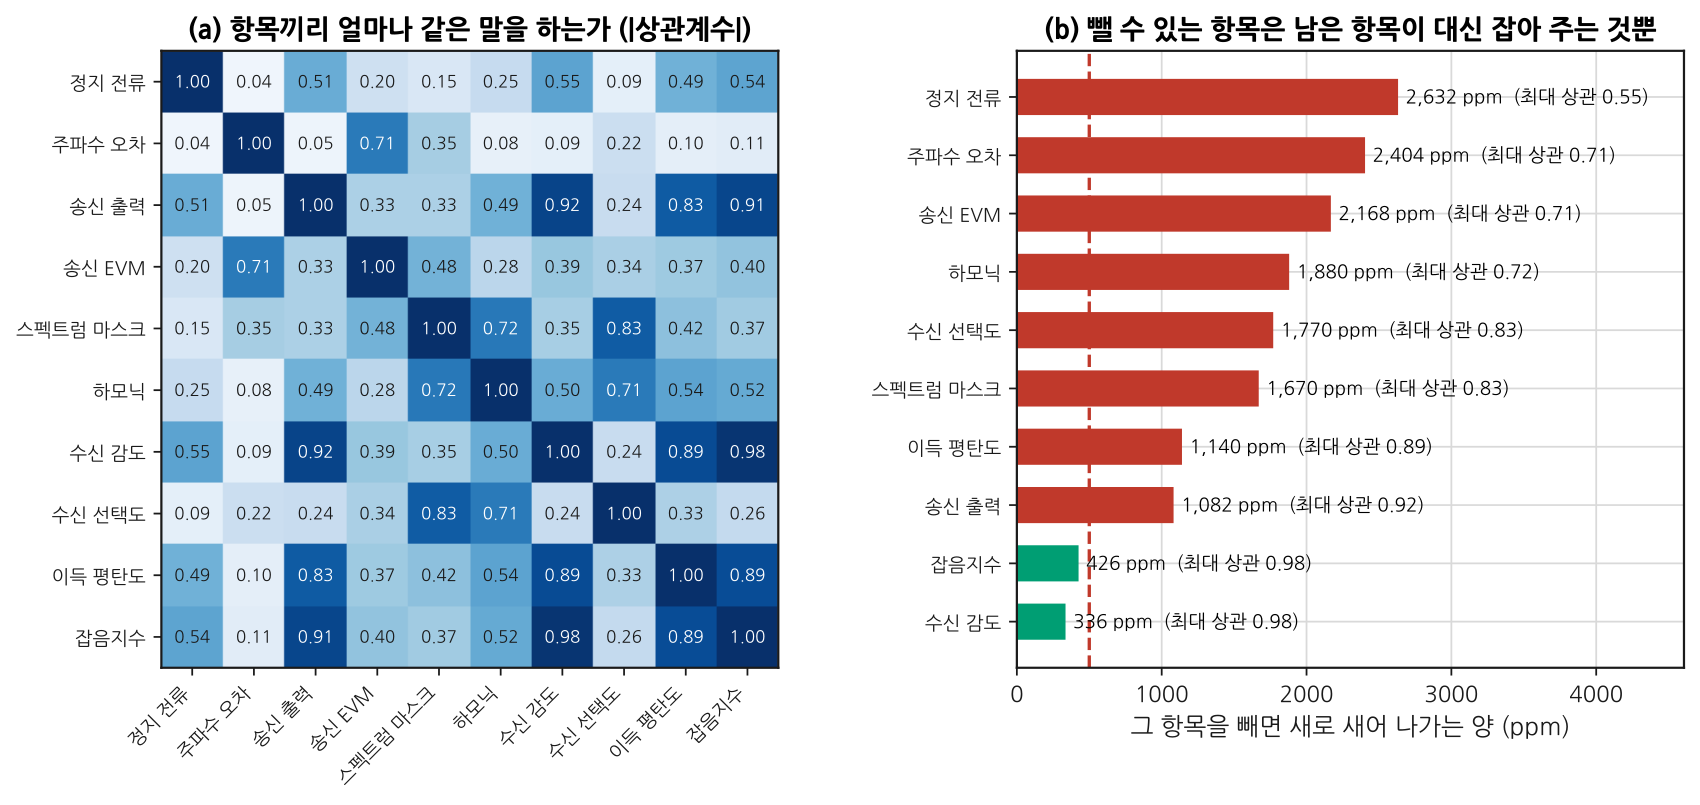 (a) 항목끼리 얼마나 같은 말을 하는가 (|상관계수|)
정지 전류 1.00 0.04 0.51 0.20 0.15 0.25 0.55 0.09 0.49 0.54
주파수 오차 0.04 1.00 0.05 0.71 0.35 0.08 0.09 0.22 0.10 0.11
송신 출력 0.51 0.05 1.00 0.33 0.33 0.49 0.92 0.24 0.83 0.91
송신 EVM 0.20 0.71 0.33 1.00 0.48 0.28 0.39 0.34 0.37 0.40
스펙트럼 마스크 0.15 0.35 0.33 0.48 1.00 0.72 0.35 0.83 0.42 0.37
하모닉 0.25 0.08 0.49 0.28 0.72 1.00 0.50 0.71 0.54 0.52
수신 감도 0.55 0.09 0.92 0.39 0.35 0.50 1.00 0.24 0.89 0.98
수신 선택도 0.09 0.22 0.24 0.34 0.83 0.71 0.24 1.00 0.33 0.26
이득 평탄도 0.49 0.10 0.83 0.37 0.42 0.54 0.89 0.33 1.00 0.89
잡음지수 0.54 0.11 0.91 0.40 0.37 0.52 0.98 0.26 0.89 1.00
정지 전류
주파수 오차
송신 출력
송신 EVM
스펙트럼 마스크
하모닉
수신 감도
수신 선택도
이득 평탄도
잡음지수
(b) 뺄 수 있는 항목은 남은 항목이 대신 잡아 주는 것뿐
정지 전류 2,632 ppm (최대 상관 0.55)
주파수 오차 2,404 ppm (최대 상관 0.71)
송신 EVM 2,168 ppm (최대 상관 0.71)
하모닉 1,880 ppm (최대 상관 0.72)
수신 선택도 1,770 ppm (최대 상관 0.83)
스펙트럼 마스크 1,670 ppm (최대 상관 0.83)
이득 평탄도 1,140 ppm (최대 상관 0.89)
송신 출력 1,082 ppm (최대 상관 0.92)
잡음지수 426 ppm (최대 상관 0.98)
수신 감도 336 ppm (최대 상관 0.98)
0 1000 2000 3000 4000
그 항목을 빼면 새로 새어 나가는 양 (ppm)